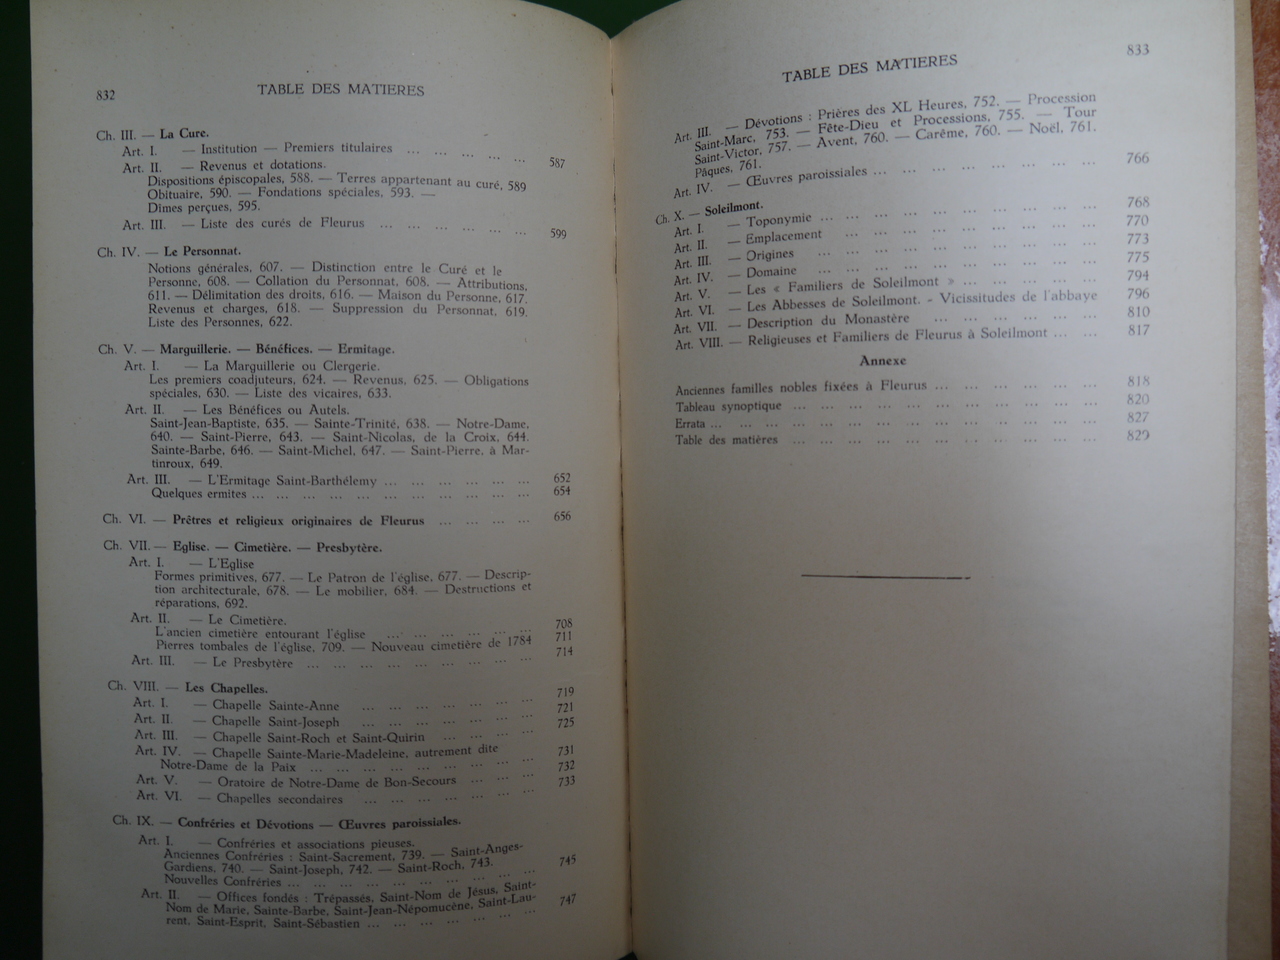 832
TABLE DES MATIERES
Ch. III. — La Cure.
Art. I. — Institution — Premiers titulaires ... ... ... ... ... 587
Art. II. — Revenus et dotations.
Dispositions épiscopales, 588. — Terres appartenant au curé, 589
Obituaire, 590. — Fondations spéciales, 593. —
Dîmes perçues, 595.
Art. III. — Liste des curés de Fleurus ... ... ... ... ... ... 599
Ch. IV. — Le Personnat.
Notions générales, 607. — Distinction entre le Curé et le
Personne, 608. — Collation du Personnat, 608. — Attributions,
611. — Délimitation des droits, 616. — Maison du Personne, 617.
Revenus et charges, 618. — Suppression du Personnat, 619.
Liste des Personnes, 622.
Ch. V. — Marguillerie. — Bénéfices. — Ermitage.
Art. I. — La Marguillerie ou Clergerie.
Les premiers coadjuteurs, 624. — Revenus, 625. — Obligations
spéciales, 630. — Liste des vicaires, 633.
Art. II. — Les Bénéfices ou Autels.
Saint-Jean-Baptiste, 635. — Sainte-Trinité, 638. — Notre-Dame,
640. — Saint-Pierre, 643. — Saint-Nicolas, de la Croix, 644.
Sainte-Barbe, 646. — Saint-Michel, 647. — Saint-Pierre, à Mar-
tinroux, 649.
Art. III. — L'Ermitage Saint-Barthélemy ... ... ... ... ... ... 652
Quelques ermites ... ... ... ... ... ... ... ... ... ... ... 654
Ch. VI. — Prêtres et religieux originaires de Fleurus ... ... ... ... 656
Ch. VII. — Eglise. — Cimetière. — Presbytère.
Art. I. — L'Eglise
Formes primitives, 677. — Le Patron de l'église, 677. — Descrip-
tion architecturale, 678. — Le mobilier, 684. — Destructions et
réparations, 692.
Art. II. — Le Cimetière.
L'ancien cimetière entourant l'église ... ... ... ... ... ... 708
Pierres tombales de l'église, 709. — Nouveau cimetière de 1784 711
Art. III. — Le Presbytère ... ... ... ... ... ... ... ... ... 714
Ch. VIII. — Les Chapelles.
Art. I. — Chapelle Sainte-Anne ... ... ... ... ... ... ... 719
Art. II. — Chapelle Saint-Joseph ... ... ... ... ... ... ... 721
Art. III. — Chapelle Saint-Roch et Saint-Quirin ... ... ... ... 725
Art. IV. — Chapelle Sainte-Marie-Madeleine, autrement dite
Notre-Dame de la Paix ... ... ... ... ... ... ... ... ... 731
Art. V. — Oratoire de Notre-Dame de Bon-Secours ... ... ... 732
Art. VI. — Chapelles secondaires ... ... ... ... ... ... ... 733
Ch. IX. — Confréries et Dévotions — Œuvres paroissiales.
Art. I. — Confréries et associations pieuses.
Anciennes Confréries : Saint-Sacrement, 739. — Saint-Anges-
Gardiens, 740. — Saint-Joseph, 742. — Saint-Roch, 743.
Nouvelles Confréries ... ... ... ... ... ... ... ... ... ... 745
Art. II. — Offices fondés : Trépassés, Saint-Nom de Jésus, Saint-
Nom de Marie, Sainte-Barbe, Saint-Jean-Népomucène, Saint-Lau-
rent, Saint-Esprit, Saint-Sébastien ... ... ... ... ... ... 747
TABLE DES MATIERES
833
Art. III. — Dévotions : Prières des XL Heures, 752. — Procession
Saint-Marc, 753. — Fête-Dieu et Processions, 755. — Tour
Saint-Victor, 757. — Avent, 760. — Carême, 760. — Noël, 761.
Pâques, 761.
Art. IV. — Œuvres paroissiales ... ... ... ... ... ... ... ... 766
Ch. X. — Soleilmont.
Art. I. — Toponymie ... ... ... ... ... ... ... ... ... 768
Art. II. — Emplacement ... ... ... ... ... ... ... ... 770
Art. III. — Origines ... ... ... ... ... ... ... ... ... 773
Art. IV. — Domaine ... ... ... ... ... ... ... ... ... 775
Art. V. — Les « Familiers de Soleilmont » ... ... ... ... ... 794
Art. VI. — Les Abbesses de Soleilmont. - Vicissitudes de l'abbaye 796
Art. VII. — Description du Monastère ... ... ... ... ... ... 810
Art. VIII. — Religieuses et Familiers de Fleurus à Soleilmont ... ... 817
Annexe
Anciennes familles nobles fixées à Fleurus ... ... ... ... ... ... 818
Tableau synoptique ... ... ... ... ... ... ... ... ... ... 820
Errata ... ... ... ... ... ... ... ... ... ... ... ... ... 827
Table des matières ... ... ... ... ... ... ... ... ... ... 829